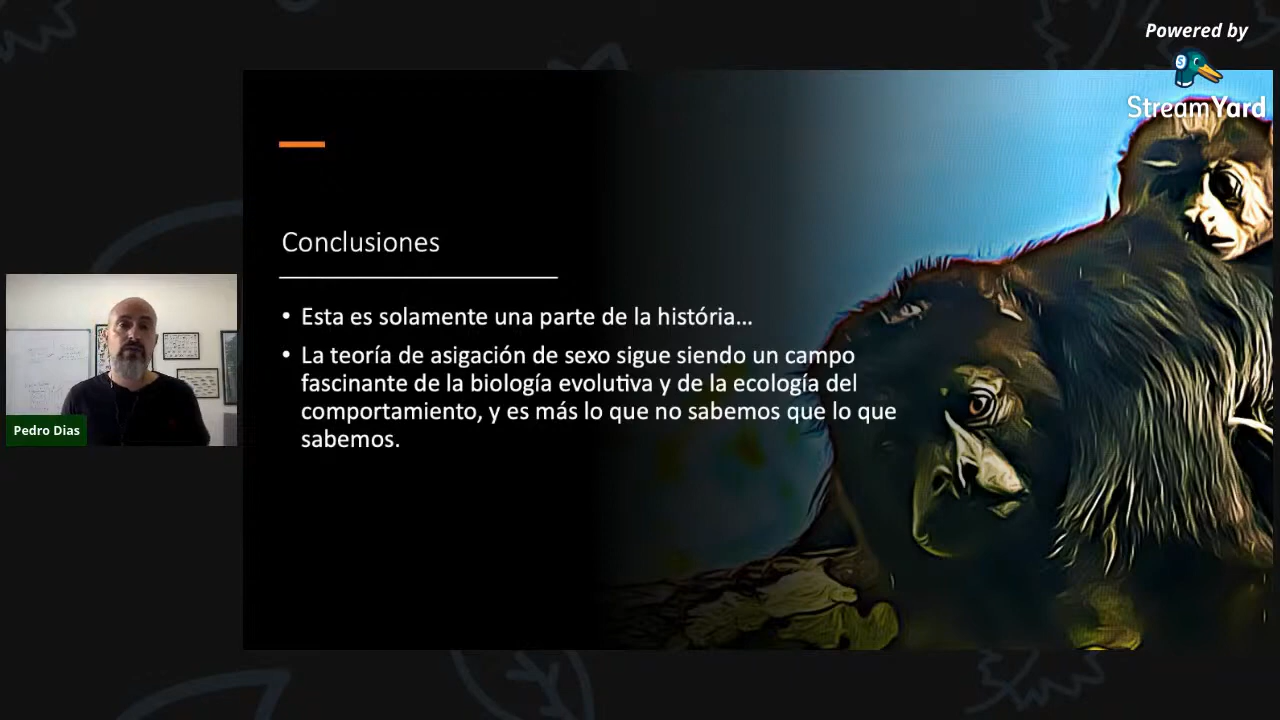 Powered by
StreamYard
Conclusiones
• Esta es solamente una parte de la história...
• La teoría de asigación de sexo sigue siendo un campo
fascinante de la biología evolutiva y de la ecología del
comportamiento, y es más lo que no sabemos que lo que
sabemos.
Pedro Dias